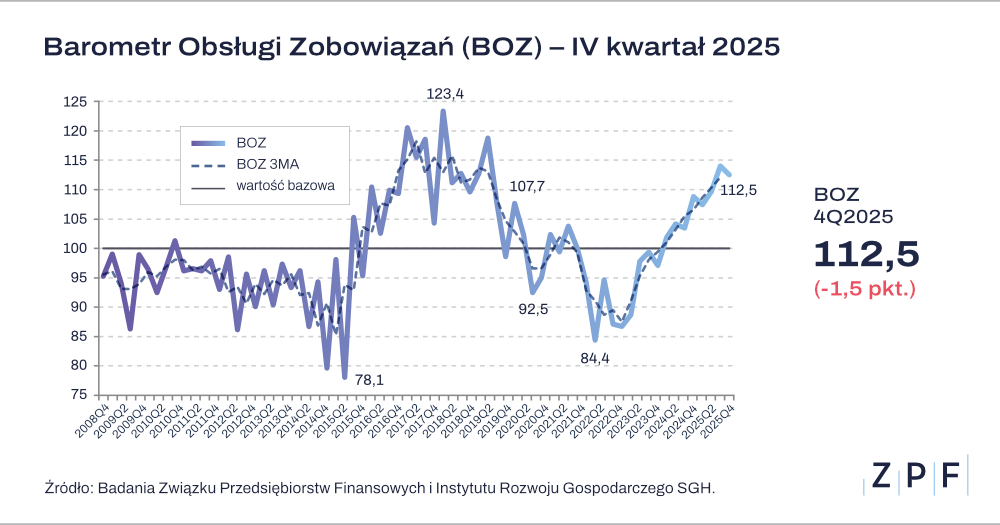 Barometr Obsługi Zobowiązań (BOZ) – IV kwartał 2025
125
120
115
110
105
100
95
90
85
80
75
BOZ
BOZ 3MA
wartość bazowa
123,4
107,7
112,5
92,5
84,4
78,1
2008Q4
2009Q2
2009Q4
2010Q2
2010Q4
2011Q2
2011Q4
2012Q2
2012Q4
2013Q2
2013Q4
2014Q2
2014Q4
2015Q2
2015Q4
2016Q2
2016Q4
2017Q2
2017Q4
2018Q2
2018Q4
2019Q2
2019Q4
2020Q2
2020Q4
2021Q2
2021Q4
2022Q2
2022Q4
2023Q2
2023Q4
2024Q2
2024Q4
2025Q2
2025Q4
BOZ
4Q2025
112,5
(-1,5 pkt.)
Źródło: Badania Związku Przedsiębiorstw Finansowych i Instytutu Rozwoju Gospodarczego SGH.
ZPF